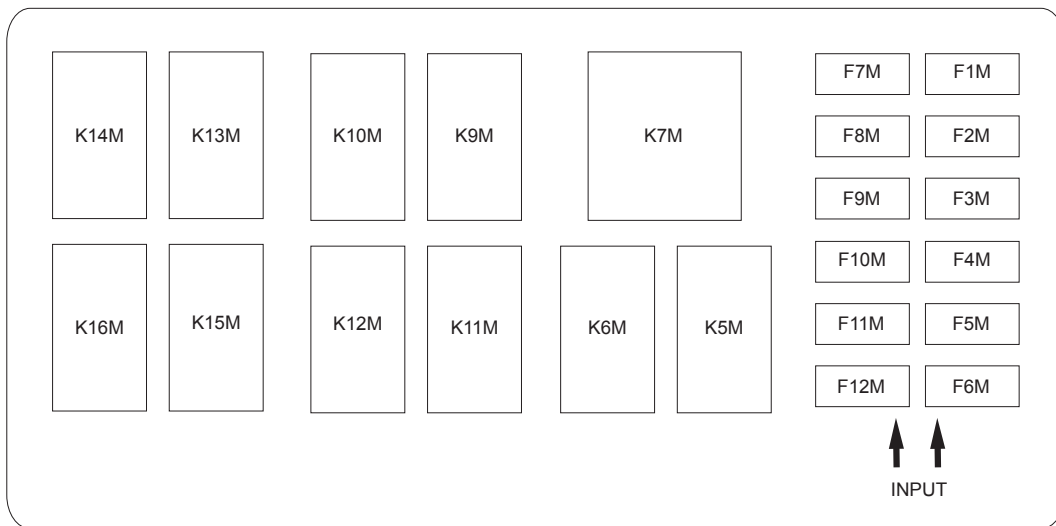 K14M K13M K10M K9M K7M F7M F1M
F8M F2M
F9M F3M
K16M K15M K12M K11M K6M K5M F10M F4M
F11M F5M
F12M F6M
INPUT